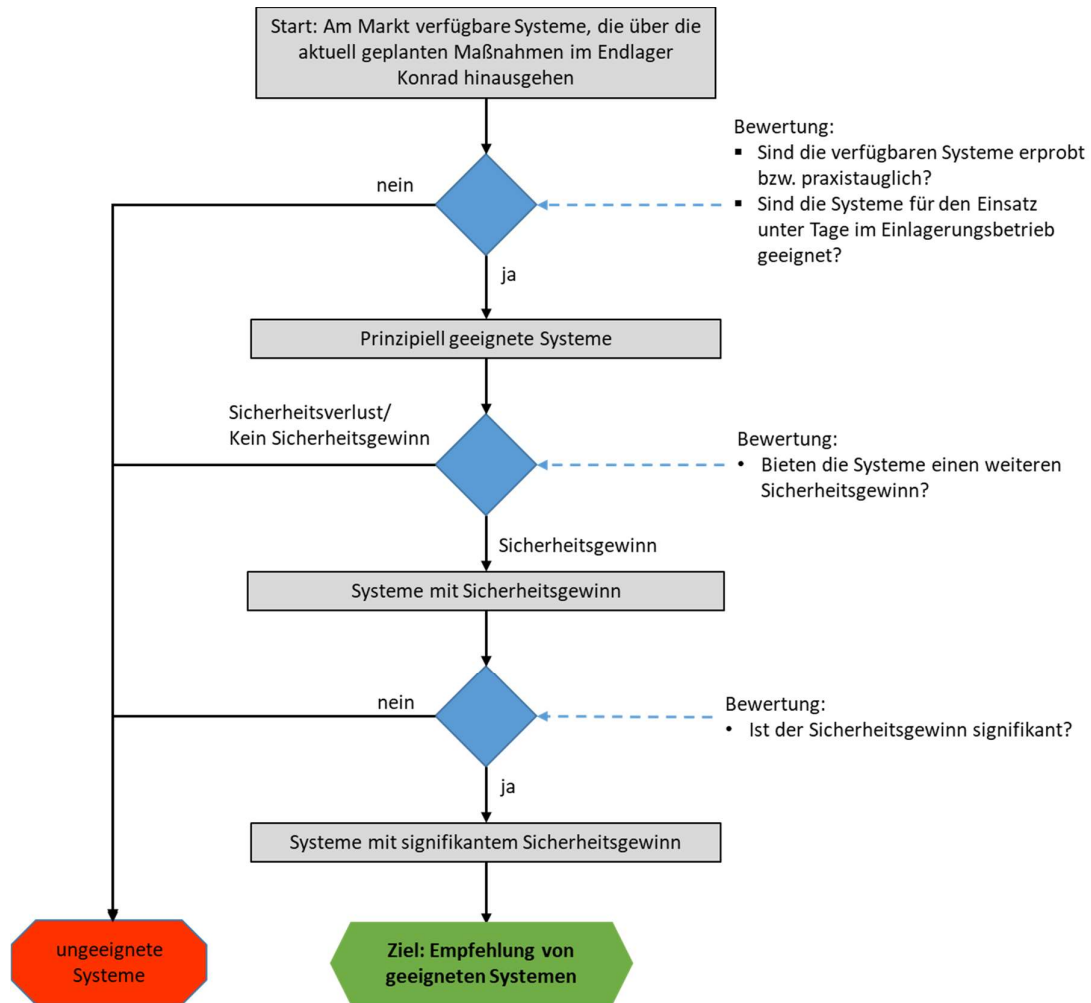 Start: Am Markt verfügbare Systeme, die über die
aktuell geplanten Maßnahmen im Endlager
Konrad hinausgehen
Bewertung:
▪ Sind die verfügbaren Systeme erprobt
bzw. praxistauglich?
▪ Sind die Systeme für den Einsatz
unter Tage im Einlagerungsbetrieb
geeignet?
nein
ja
Prinzipiell geeignete Systeme
Sicherheitsverlust/
Kein Sicherheitsgewinn
Bewertung:
• Bieten die Systeme einen weiteren
Sicherheitsgewinn?
Sicherheitsgewinn
Systeme mit Sicherheitsgewinn
nein
Bewertung:
• Ist der Sicherheitsgewinn signifikant?
ja
Systeme mit signifikantem Sicherheitsgewinn
ungeeignete
Systeme
Ziel: Empfehlung von
geeigneten Systemen